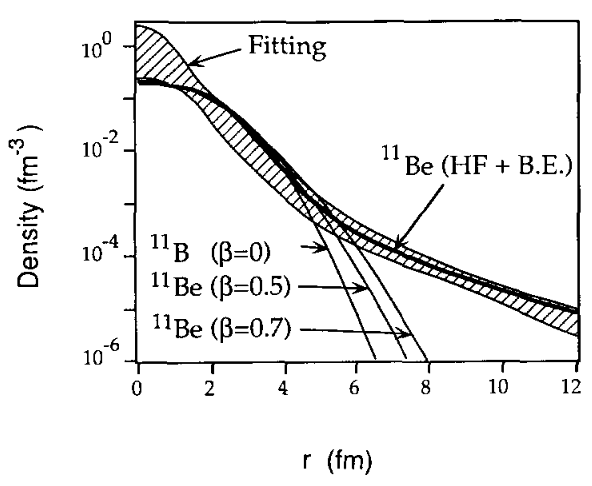 10^0
Fitting
10^-2
^11Be (HF + B.E.)
Density (fm^-3)
10^-4
^11B (β=0)
^11Be (β=0.5)
^11Be (β=0.7)
10^-6
0 2 4 6 8 10 12
r (fm)